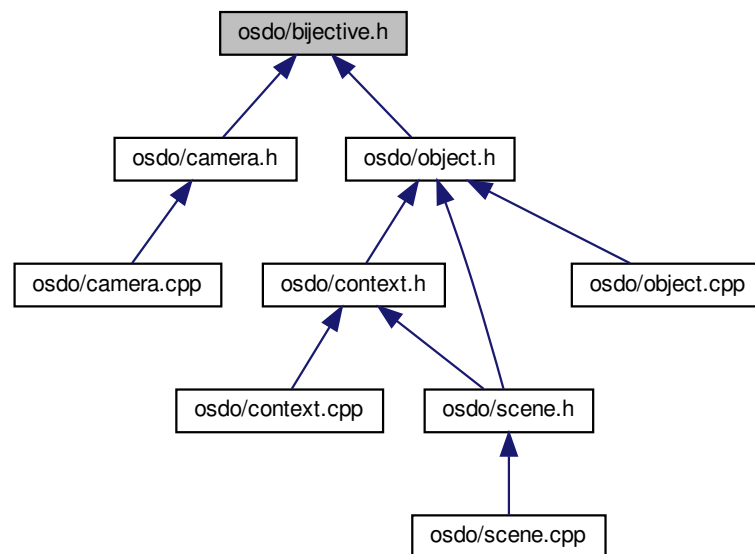 osdo/bijective.h
osdo/camera.h
osdo/object.h
osdo/camera.cpp
osdo/context.h
osdo/object.cpp
osdo/context.cpp
osdo/scene.h
osdo/scene.cpp